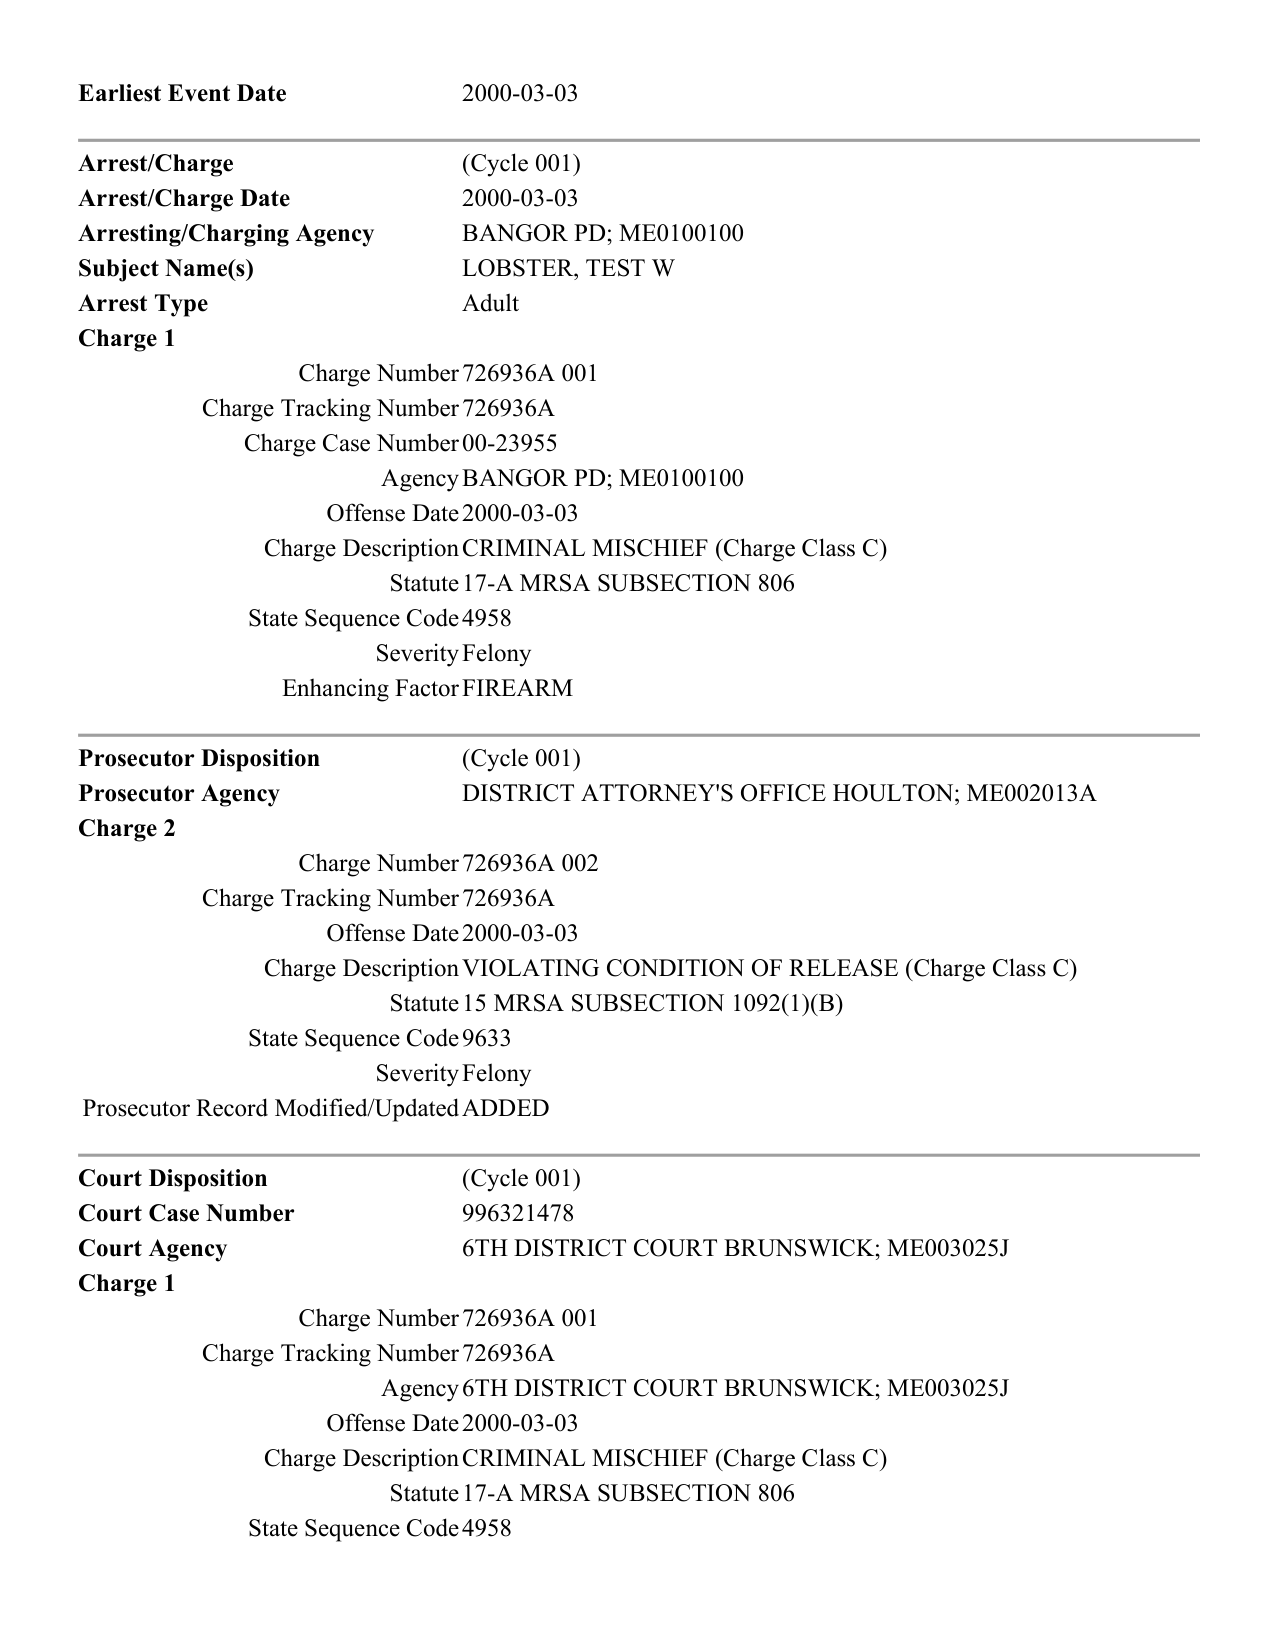 Earliest Event Date 2000-03-03
Arrest/Charge (Cycle 001)
Arrest/Charge Date 2000-03-03
Arresting/Charging Agency BANGOR PD; ME0100100
Subject Name(s) LOBSTER, TEST W
Arrest Type Adult
Charge 1
Charge Number 726936A 001
Charge Tracking Number 726936A
Charge Case Number 00-23955
Agency BANGOR PD; ME0100100
Offense Date 2000-03-03
Charge Description CRIMINAL MISCHIEF (Charge Class C)
Statute 17-A MRSA SUBSECTION 806
State Sequence Code 4958
Severity Felony
Enhancing Factor FIREARM
Prosecutor Disposition (Cycle 001)
Prosecutor Agency DISTRICT ATTORNEY'S OFFICE HOULTON; ME002013A
Charge 2
Charge Number 726936A 002
Charge Tracking Number 726936A
Offense Date 2000-03-03
Charge Description VIOLATING CONDITION OF RELEASE (Charge Class C)
Statute 15 MRSA SUBSECTION 1092(1)(B)
State Sequence Code 9633
Severity Felony
Prosecutor Record Modified/Updated ADDED
Court Disposition (Cycle 001)
Court Case Number 996321478
Court Agency 6TH DISTRICT COURT BRUNSWICK; ME003025J
Charge 1
Charge Number 726936A 001
Charge Tracking Number 726936A
Agency 6TH DISTRICT COURT BRUNSWICK; ME003025J
Offense Date 2000-03-03
Charge Description CRIMINAL MISCHIEF (Charge Class C)
Statute 17-A MRSA SUBSECTION 806
State Sequence Code 4958